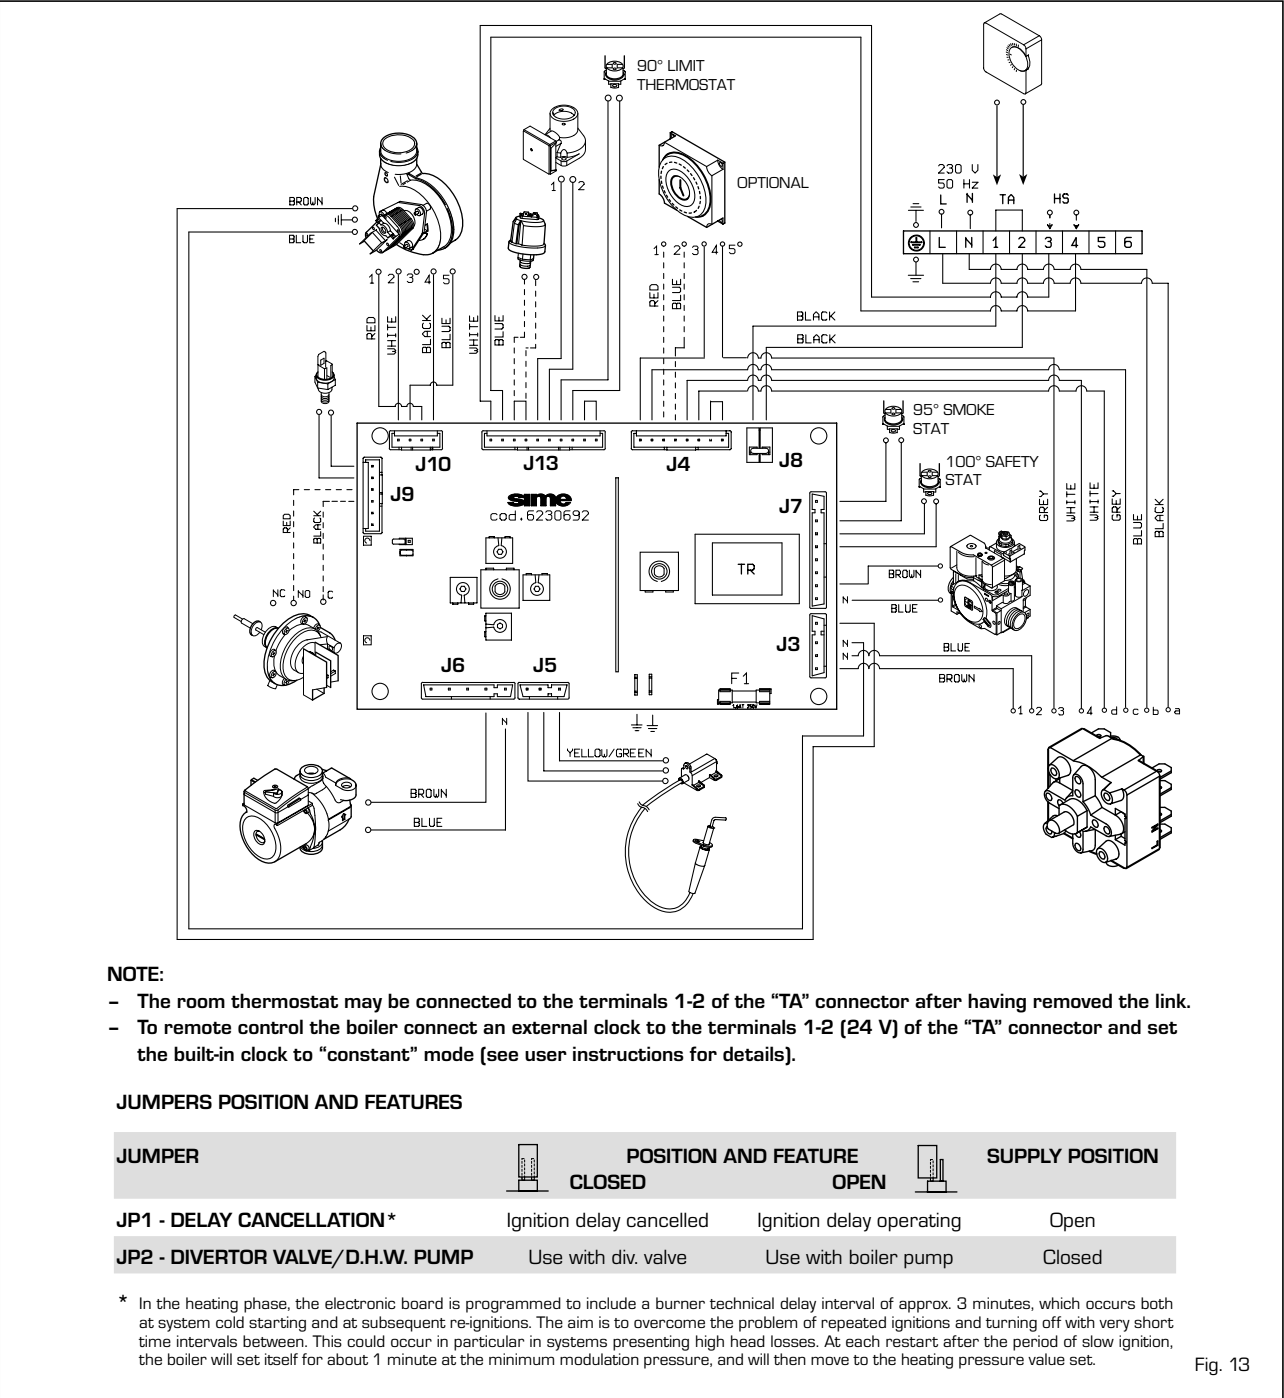 90° LIMIT
THERMOSTAT
OPTIONAL
230 V
50 Hz
L N TA HS
L N 1 2 3 4 5 6
BROWN
BLUE
1 2
1 2 3 4 5
1 2 3 4 5
RED
WHITE
BLACK
BLUE
WHITE
BLUE
RED
BLUE
BLACK
BLACK
95° SMOKE
STAT
100° SAFETY
STAT
J10
J13
J4
J8
J9
sime
cod.6230692
J7
RED
BLACK
GREY
WHITE
WHITE
GREY
BLUE
BLACK
TR
BROWN
N
BLUE
NC NO C
J3
N
N
BLUE
BROWN
J6
J5
F1
1,6AT 250V
1 2 3 4 d c b a
N
YELLOW/GREEN
BROWN
BLUE
NOTE:
– The room thermostat may be connected to the terminals 1-2 of the “TA” connector after having removed the link.
– To remote control the boiler connect an external clock to the terminals 1-2 (24 V) of the “TA” connector and set
the built-in clock to “constant” mode (see user instructions for details).
JUMPERS POSITION AND FEATURES
JUMPER POSITION AND FEATURE SUPPLY POSITION
CLOSED OPEN
JP1 - DELAY CANCELLATION* Ignition delay cancelled Ignition delay operating Open
JP2 - DIVERTOR VALVE/D.H.W. PUMP Use with div. valve Use with boiler pump Closed
* In the heating phase, the electronic board is programmed to include a burner technical delay interval of approx. 3 minutes, which occurs both
at system cold starting and at subsequent re-ignitions. The aim is to overcome the problem of repeated ignitions and turning off with very short
time intervals between. This could occur in particular in systems presenting high head losses. At each restart after the period of slow ignition,
the boiler will set itself for about 1 minute at the minimum modulation pressure, and will then move to the heating pressure value set.
Fig. 13